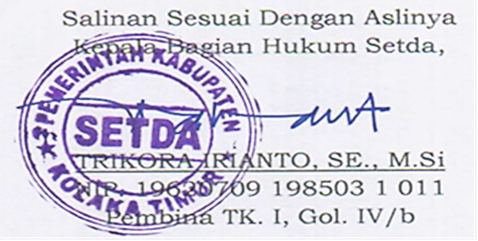 Salinan Sesuai Dengan Aslinya
Kepala Bagian Hukum Setda,
PEMERINTAH KABUPATEN
SETDA
KOLAKA TIMUR
TRIKORA IRIANTO, SE., M.Si
NIP. 19630709 198503 1 011
Pembina TK. I, Gol. IV/b